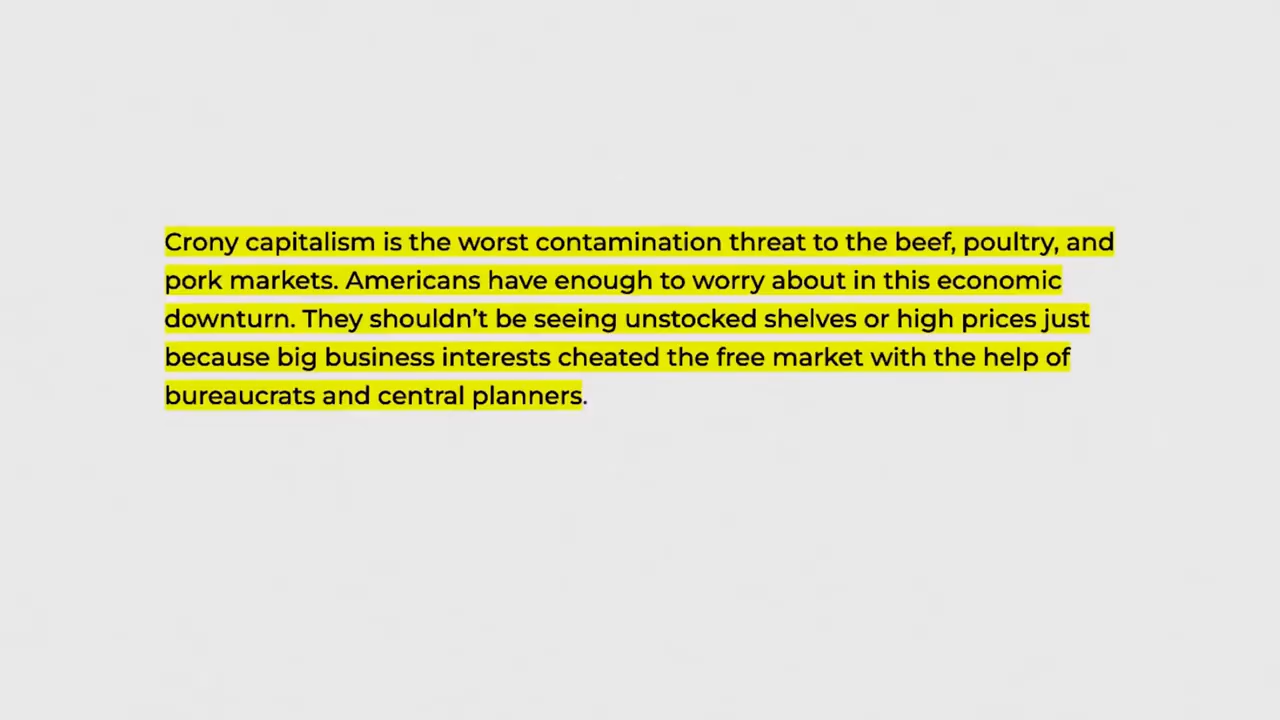 Crony capitalism is the worst contamination threat to the beef, poultry, and
pork markets. Americans have enough to worry about in this economic
downturn. They shouldn’t be seeing unstocked shelves or high prices just
because big business interests cheated the free market with the help of
bureaucrats and central planners.